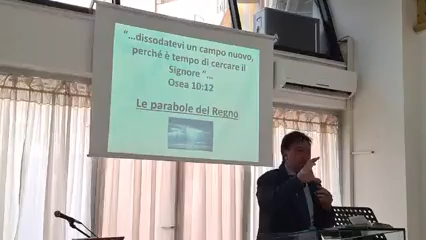 "...dissodatevi un campo nuovo,
perché è tempo di cercare il
Signore "...
Osea 10:12
Le parabole del Regno